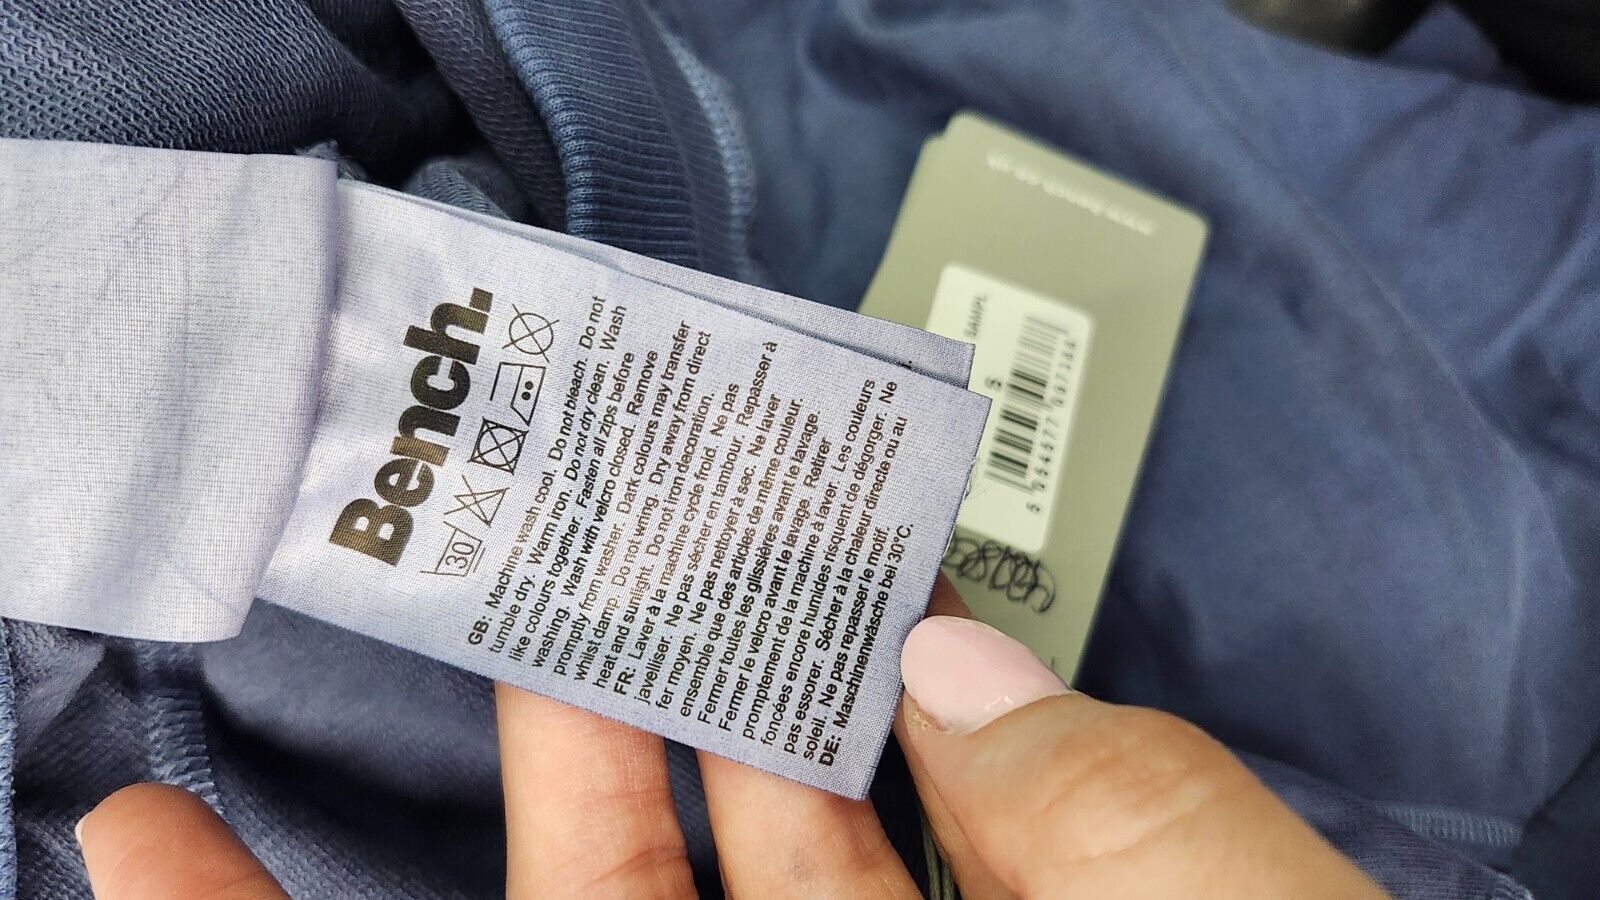 Bench.
30
GB: Machine wash cool. Do not bleach. Do not
tumble dry. Warm iron. Do not dry clean. Wash
like colours together. Fasten all zips before
washing. Wash with velcro closed. Remove
promptly from washer. Dark colours may transfer
whilst damp. Do not wring. Dry away from direct
heat and sunlight. Do not iron decoration.
FR: Laver à la machine cycle froid. Ne pas
javelliser. Ne pas sécher en tambour. Repasser à
fer moyen. Ne pas nettoyer à sec. Ne laver
ensemble que des articles de même couleur.
Fermer toutes les glissières avant le lavage.
Fermer le velcro avant le lavage. Retirer
promptement de la machine à laver. Les couleurs
foncées encore humides risquent de dégorger. Ne
pas essorer. Sécher à la chaleur directe ou au
soleil. Ne pas repasser le motif.
DE: Maschinenwäsche bei 30°C.
www.bench.co.uk
SAMPL
S